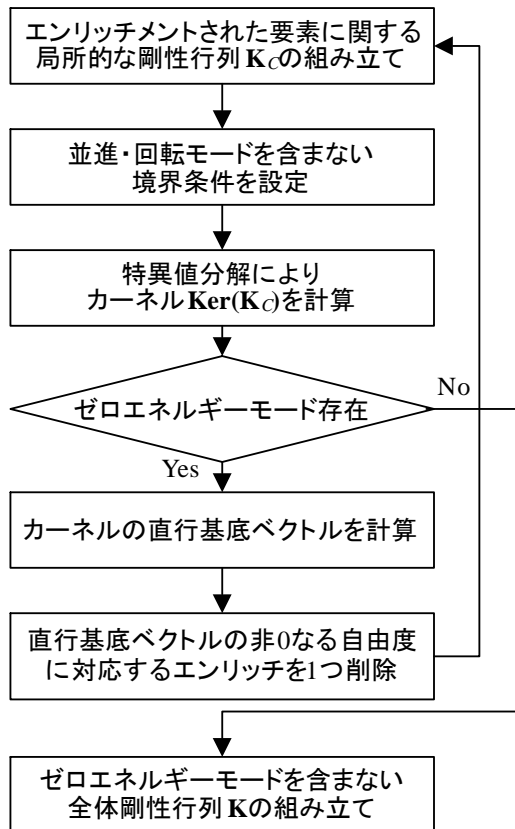 エンリッチメントされた要素に関する
局所的な剛性行列 KCの組み立て
並進・回転モードを含まない
境界条件を設定
特異値分解により
カーネル Ker(KC)を計算
ゼロエネルギーモード存在
No
Yes
カーネルの直行基底ベクトルを計算
直行基底ベクトルの非0なる自由度
に対応するエンリッチを1つ削除
ゼロエネルギーモードを含まない
全体剛性行列 Kの組み立て